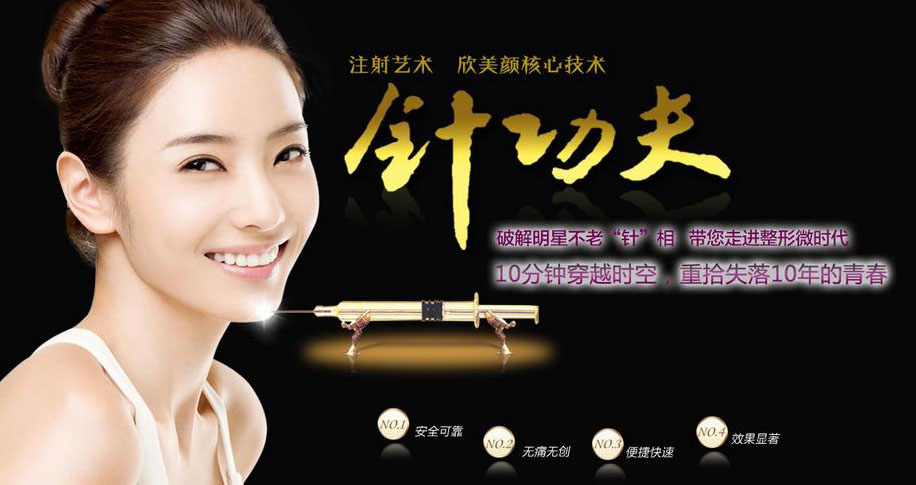 注射艺术 欣美颜核心技术
针功夫
破解明星不老“针”相 带您走进整形微时代
10分钟穿越时空，重拾失落10年的青春
NO.1 安全可靠
NO.2 无痛无创
NO.3 便捷快速
NO.4 效果显著